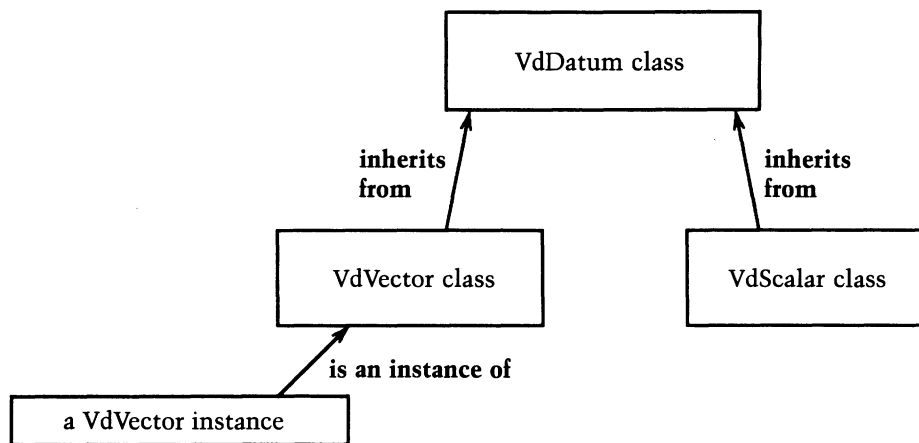 VdDatum class
inherits
from
inherits
from
VdVector class
VdScalar class
is an instance of
a VdVector instance